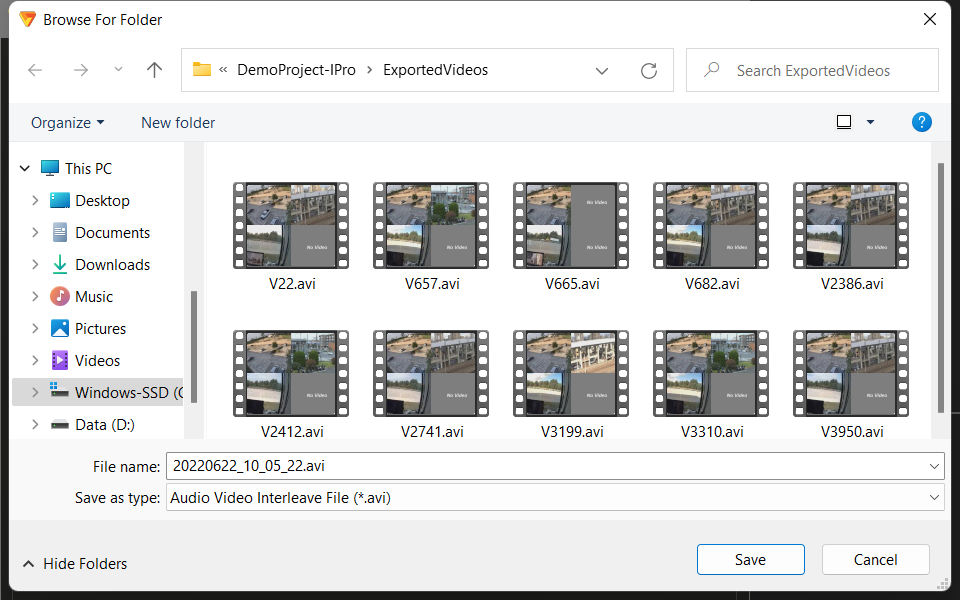 Browse For Folder
« DemoProject-IPro › ExportedVideos
Search ExportedVideos
Organize
New folder
?
This PC
Desktop
Documents
Downloads
Music
Pictures
Videos
Windows-SSD (C
Data (D:)
No Video
No Video
No Video
No Video
No Video
No Video
V22.avi
V657.avi
V665.avi
V682.avi
V2386.avi
No Video
No Video
No Video
No Video
No Video
V2412.avi
V2741.avi
V3199.avi
V3310.avi
V3950.avi
File name: 20220622_10_05_22.avi
Save as type: Audio Video Interleave File (*.avi)
Hide Folders
Save
Cancel